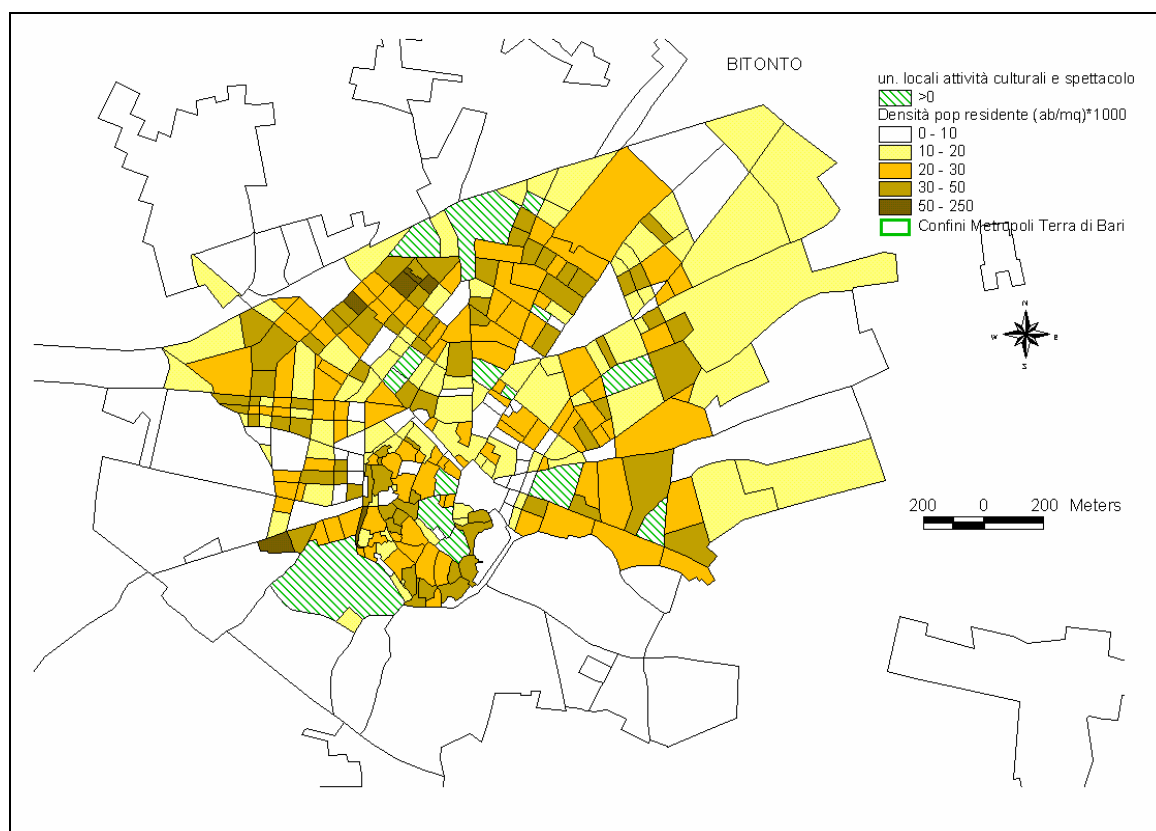 BITONTO
un. locali attività culturali e spettacolo
>0
Densità pop residente (ab/mq)*1000
0 - 10
10 - 20
20 - 30
30 - 50
50 - 250
Confini Metropoli Terra di Bari
N
W E
S
200 0 200 Meters